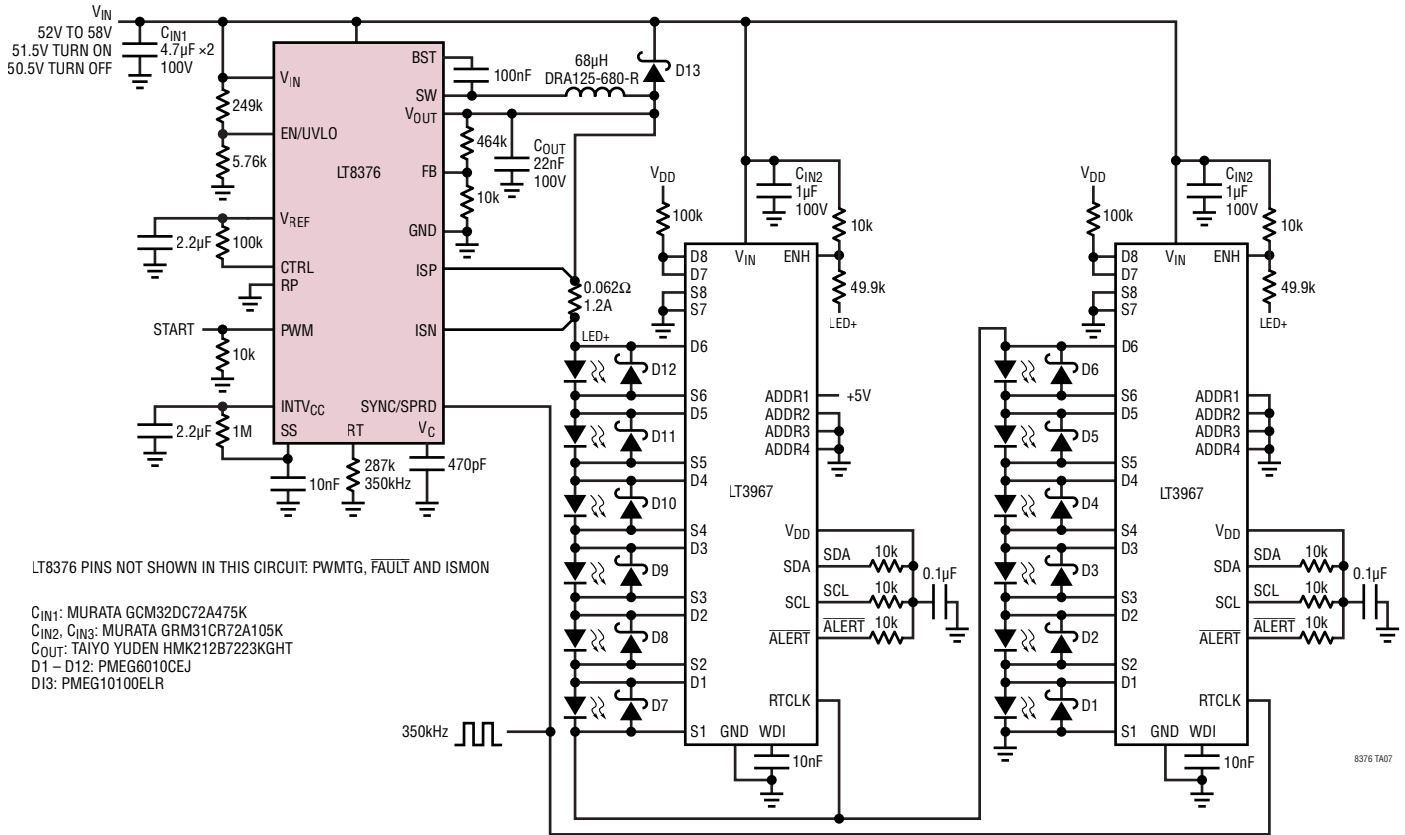 VIN
52V TO 58V
51.5V TURN ON
50.5V TURN OFF
CIN1
4.7µF ×2
100V
VIN
249k
EN/UVLO
5.76k
VREF
2.2µF
100k
CTRL
RP
START
PWM
10k
INTVCC
2.2µF
1M
SS
10nF
RT
287k
350kHz
VC
470pF
SYNC/SPRD
LT8376
BST
100nF
SW
68µH
DRA125-680-R
D13
VOUT
464k
COUT
22nF
100V
FB
10k
GND
ISP
0.062Ω
1.2A
ISN
LED+
D12
D11
D10
D9
D8
D7
VDD
100k
D8
D7
S8
S7
D6
S6
D5
S5
D4
S4
D3
S3
D2
S2
D1
S1
GND
WDI
10nF
VIN
CIN2
1µF
100V
10k
ENH
49.9k
LED+
ADDR1
+5V
ADDR2
ADDR3
ADDR4
LT3967
VDD
SDA
SDA
10k
SCL
SCL
10k
ALERT
ALERT
10k
0.1µF
RTCLK
D6
D5
D4
D3
D2
D1
VDD
100k
D8
D7
S8
S7
D6
S6
D5
S5
D4
S4
D3
S3
D2
S2
D1
S1
GND
WDI
10nF
VIN
CIN2
1µF
100V
10k
ENH
49.9k
LED+
ADDR1
ADDR2
ADDR3
ADDR4
LT3967
VDD
SDA
SDA
10k
SCL
SCL
10k
ALERT
ALERT
10k
0.1µF
RTCLK
350kHz
LT8376 PINS NOT SHOWN IN THIS CIRCUIT: PWMTG, FAULT AND ISMON
CIN1: MURATA GCM32DC72A475K
CIN2, CIN3: MURATA GRM31CR72A105K
COUT: TAIYO YUDEN HMK212B7223KGHT
D1 – D12: PMEG6010CEJ
DI3: PMEG10100ELR
8376 TA07